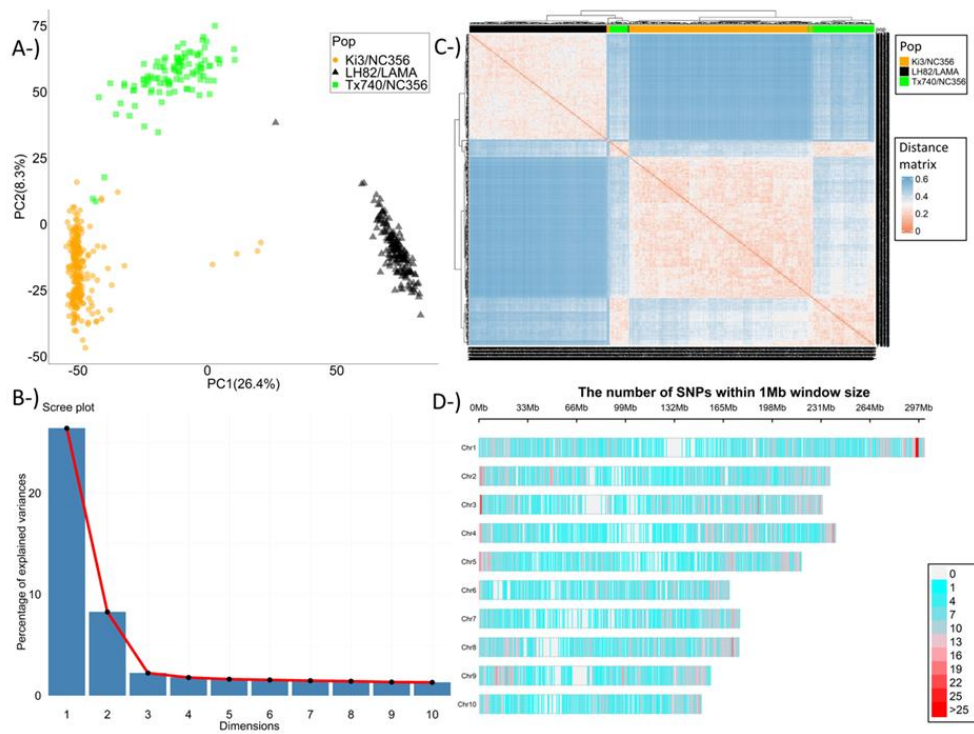 A-)
75
50
25
0
-25
-50
PC2(8.3%)
-50
0
50
PC1(26.4%)
Pop
Ki3/NC356
LH82/LAMA
Tx740/NC356
C-)
pop
Pop
Ki3/NC356
LH82/LAMA
Tx740/NC356
Distance
matrix
0.6
0.4
0.2
0
B-)
Scree plot
Percentage of explained variances
20
10
0
1 2 3 4 5 6 7 8 9 10
Dimensions
D-)
The number of SNPs within 1Mb window size
0Mb 33Mb 66Mb 99Mb 132Mb 165Mb 198Mb 231Mb 264Mb 297Mb
Chr1
Chr2
Chr3
Chr4
Chr5
Chr6
Chr7
Chr8
Chr9
Chr10
0
1
4
7
10
13
16
19
22
25
>25